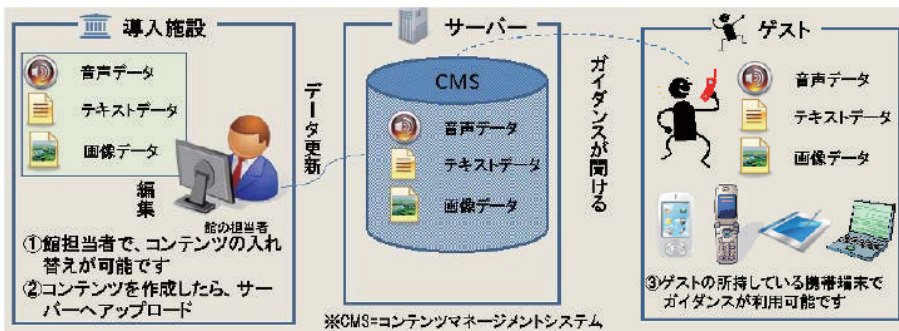 導入施設
音声データ
テキストデータ
画像データ
編集
館の担当者
①館担当者で、コンテンツの入れ
替えが可能です
②コンテンツを作成したら、サー
バーへアップロード
データ更新
サーバー
CMS
音声データ
テキストデータ
画像データ
※CMS=コンテンツマネージメントシステム
ガイダンスが聞ける
ゲスト
音声データ
テキストデータ
画像データ
③ゲストの所持している携帯端末で
ガイダンスが利用可能です